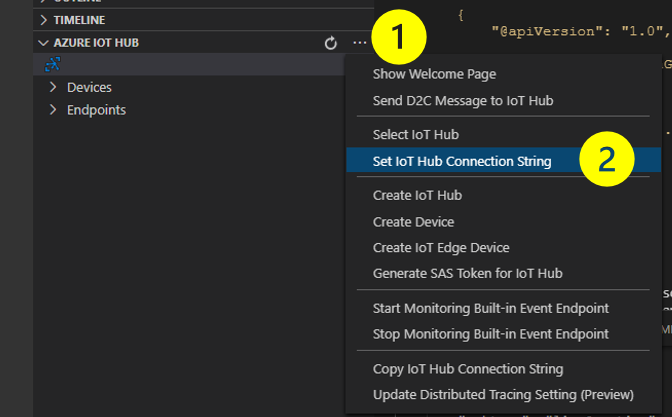 TIMELINE
AZURE IOT HUB
...
1
{
"@apiVersion": "1.0",
Devices
Endpoints
Show Welcome Page
Send D2C Message to IoT Hub
Select IoT Hub
Set IoT Hub Connection String
2
Create IoT Hub
Create Device
Create IoT Edge Device
Generate SAS Token for IoT Hub
Start Monitoring Built-in Event Endpoint
Stop Monitoring Built-in Event Endpoint
Copy IoT Hub Connection String
Update Distributed Tracing Setting (Preview)